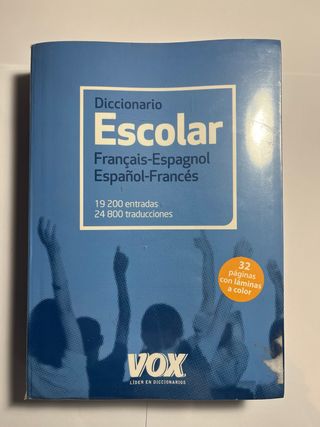 Diccionario
Escolar
Français-Espagnol
Español-Francés
19 200 entradas
24 800 traducciones
32
páginas
con láminas
a color
VOX
LÍDER EN DICCIONARIOS